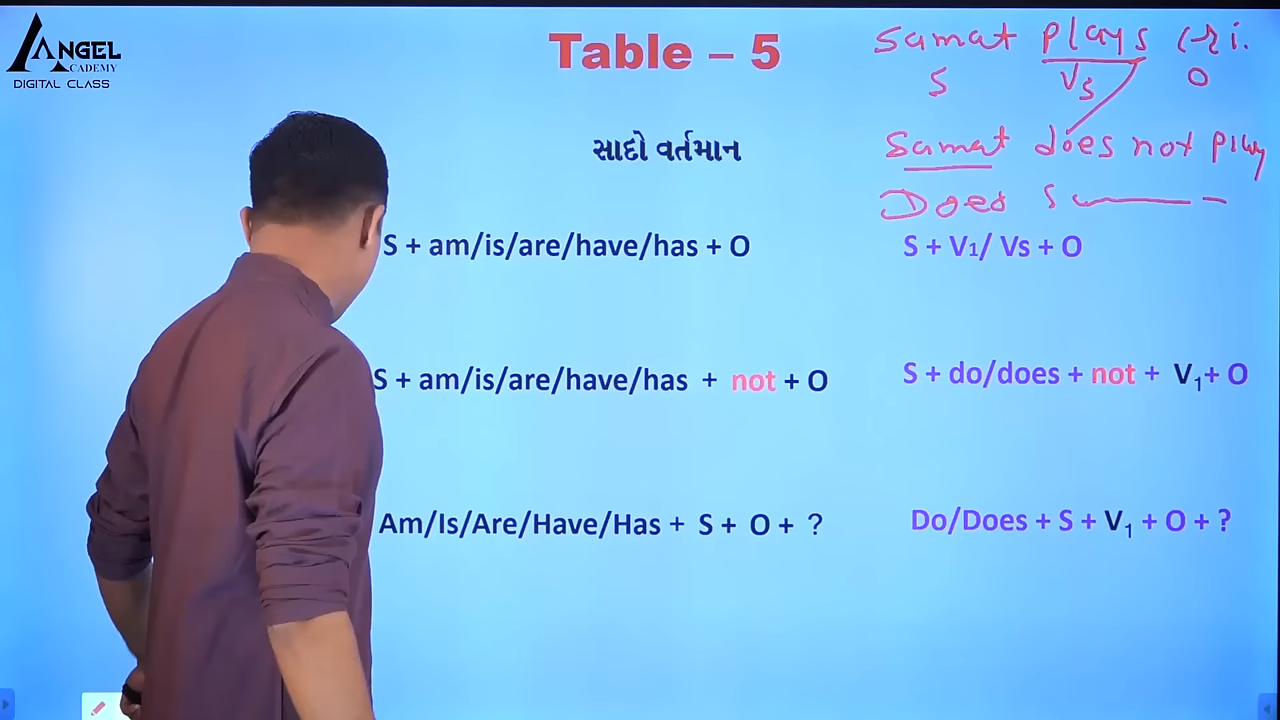 ANGEL
ACADEMY
DIGITAL CLASS
Table – 5
Samat plays cri.
S Vs O
સાદો વર્તમાન
Samat does not play
Does S
S + am/is/are/have/has + O
S + V1/ Vs + O
S + am/is/are/have/has + not + O
S + do/does + not + V1+ O
Am/Is/Are/Have/Has + S + O + ?
Do/Does + S + V1 + O + ?